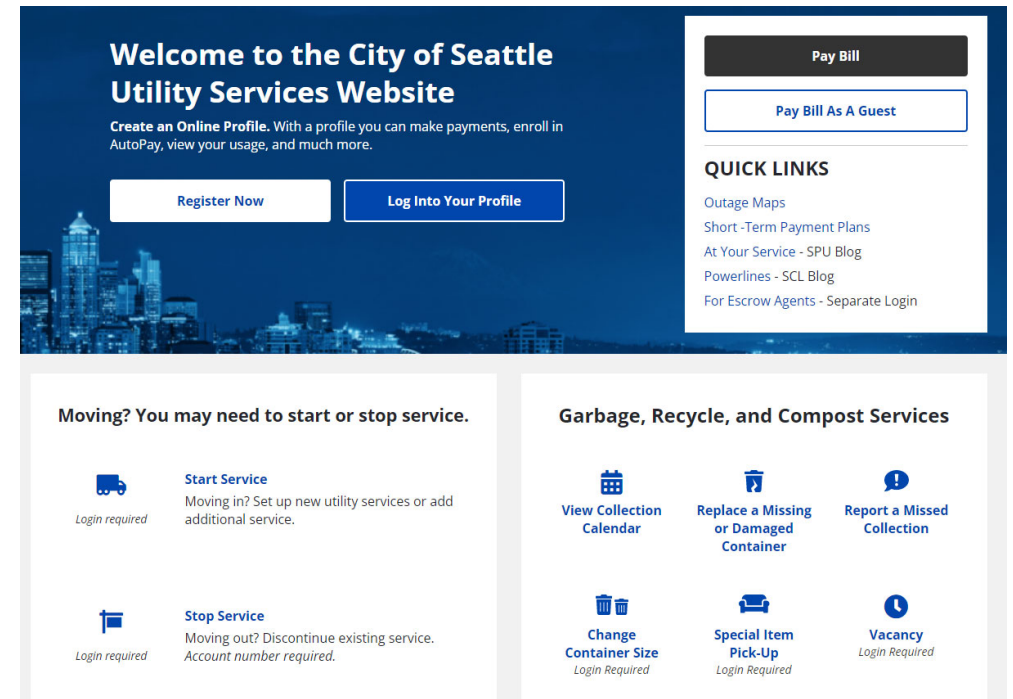 Welcome to the City of Seattle
Utility Services Website
Create an Online Profile. With a profile you can make payments, enroll in
AutoPay, view your usage, and much more.
Register Now
Log Into Your Profile
Pay Bill
Pay Bill As A Guest
QUICK LINKS
Outage Maps
Short -Term Payment Plans
At Your Service - SPU Blog
Powerlines - SCL Blog
For Escrow Agents - Separate Login
Moving? You may need to start or stop service.
Login required
Start Service
Moving in? Set up new utility services or add
additional service.
Login required
Stop Service
Moving out? Discontinue existing service.
Account number required.
Garbage, Recycle, and Compost Services
View Collection
Calendar
Replace a Missing
or Damaged
Container
Report a Missed
Collection
Change
Container Size
Login Required
Special Item
Pick-Up
Login Required
Vacancy
Login Required